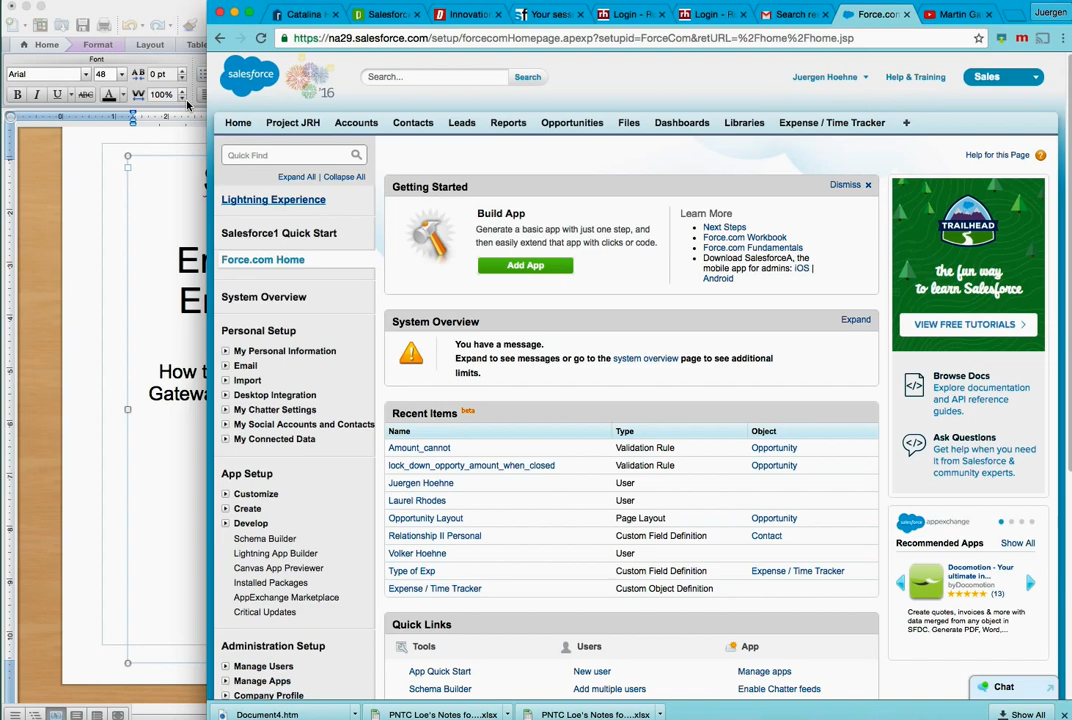 Catalina
Salesforce
Innovation
Your sess
Login - R
Login - R
Search re
Force.com
Martin Ga
Juergen
https://na29.salesforce.com/setup/forcecomHomepage.apexp?setupid=ForceCom&retURL=%2Fhome%2Fhome.jsp
Home Format Layout Table
Font
Arial 48 0 pt
B I U ABC A 100%
En
En
How t
Gatewa
salesforce '16
Search... Search
Juergen Hoehne Help & Training Sales
Home Project JRH Accounts Contacts Leads Reports Opportunities Files Dashboards Libraries Expense / Time Tracker +
Quick Find
Expand All | Collapse All
Lightning Experience
Salesforce1 Quick Start
Force.com Home
System Overview
Personal Setup
My Personal Information
Email
Import
Desktop Integration
My Chatter Settings
My Social Accounts and Contacts
My Connected Data
App Setup
Customize
Create
Develop
Schema Builder
Lightning App Builder
Canvas App Previewer
Installed Packages
AppExchange Marketplace
Critical Updates
Administration Setup
Manage Users
Manage Apps
Company Profile
Help for this Page ?
Getting Started Dismiss ×
Build App
Generate a basic app with just one step, and
then easily extend that app with clicks or code.
Add App
Learn More
Next Steps
Force.com Workbook
Force.com Fundamentals
Download SalesforceA, the
mobile app for admins: iOS |
Android
System Overview Expand
You have a message.
Expand to see messages or go to the system overview page to see additional
limits.
Recent Items beta
Name Type Object
Amount_cannot Validation Rule Opportunity
lock_down_opporty_amount_when_closed Validation Rule Opportunity
Juergen Hoehne User
Laurel Rhodes User
Opportunity Layout Page Layout Opportunity
Relationship II Personal Custom Field Definition Contact
Volker Hoehne User
Type of Exp Custom Field Definition Expense / Time Tracker
Expense / Time Tracker Custom Object Definition
Quick Links
Tools Users App
App Quick Start New user Manage apps
Schema Builder Add multiple users Enable Chatter feeds
TRAILHEAD
the fun way
to learn Salesforce
VIEW FREE TUTORIALS >
Browse Docs
Explore documentation
and API reference
guides.
Ask Questions
Get help when you need
it from Salesforce &
community experts.
salesforce appexchange
Recommended Apps Show All
Docomotion - Your
ultimate in...
byDocomotion
(13)
Create quotes, invoices & more with
data merged from any object in
SFDC. Generate PDF, Word,...
Chat
Document4.htm PNTC Loe's Notes fo....xlsx PNTC Loe's Notes fo....xlsx Show All